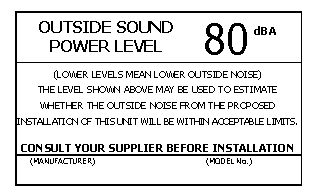 OUTSIDE SOUND
POWER LEVEL
80 dBA
(LOWER LEVELS MEAN LOWER OUTSIDE NOISE)
THE LEVEL SHOWN ABOVE MAY BE USED TO ESTIMATE
WHETHER THE OUTSIDE NOISE FROM THE PROPOSED
INSTALLATION OF THIS UNIT WILL BE WITHIN ACCEPTABLE LIMITS.
CONSULT YOUR SUPPLIER BEFORE INSTALLATION
(MANUFACTURER) (MODEL No.)